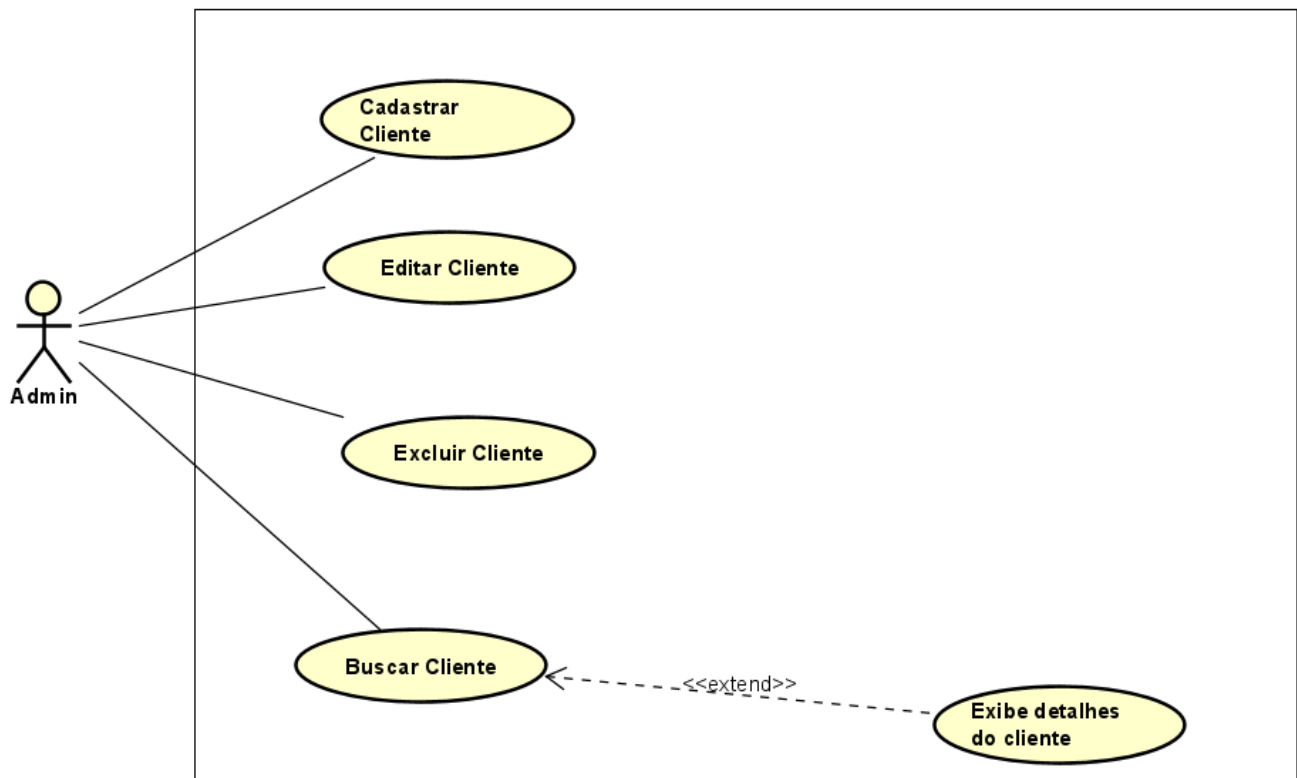 Cadastrar
Cliente
Editar Cliente
Admin
Excluir Cliente
Buscar Cliente
<<extend>>
Exibe detalhes
do cliente